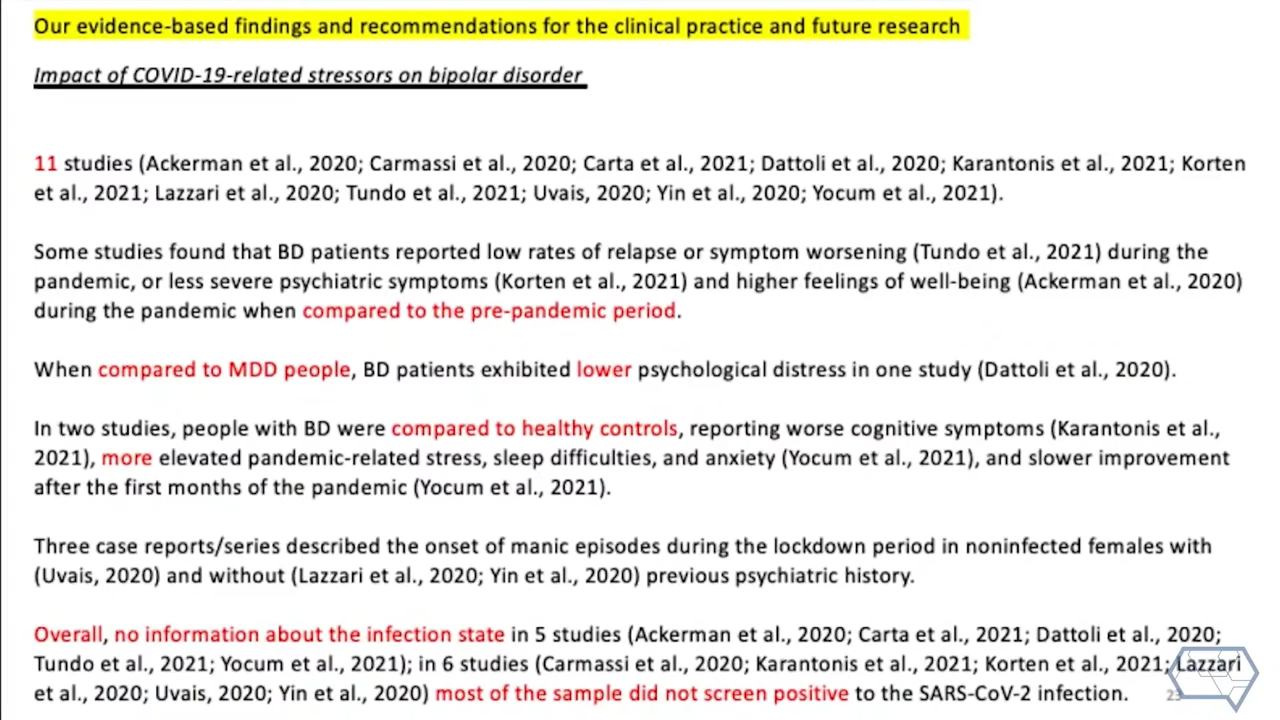 Our evidence-based findings and recommendations for the clinical practice and future research
Impact of COVID-19-related stressors on bipolar disorder
11 studies (Ackerman et al., 2020; Carmassi et al., 2020; Carta et al., 2021; Dattoli et al., 2020; Karantonis et al., 2021; Korten
et al., 2021; Lazzari et al., 2020; Tundo et al., 2021; Uvais, 2020; Yin et al., 2020; Yocum et al., 2021).
Some studies found that BD patients reported low rates of relapse or symptom worsening (Tundo et al., 2021) during the
pandemic, or less severe psychiatric symptoms (Korten et al., 2021) and higher feelings of well-being (Ackerman et al., 2020)
during the pandemic when compared to the pre-pandemic period.
When compared to MDD people, BD patients exhibited lower psychological distress in one study (Dattoli et al., 2020).
In two studies, people with BD were compared to healthy controls, reporting worse cognitive symptoms (Karantonis et al.,
2021), more elevated pandemic-related stress, sleep difficulties, and anxiety (Yocum et al., 2021), and slower improvement
after the first months of the pandemic (Yocum et al., 2021).
Three case reports/series described the onset of manic episodes during the lockdown period in noninfected females with
(Uvais, 2020) and without (Lazzari et al., 2020; Yin et al., 2020) previous psychiatric history.
Overall, no information about the infection state in 5 studies (Ackerman et al., 2020; Carta et al., 2021; Dattoli et al., 2020;
Tundo et al., 2021; Yocum et al., 2021); in 6 studies (Carmassi et al., 2020; Karantonis et al., 2021; Korten et al., 2021; Lazzari
et al., 2020; Uvais, 2020; Yin et al., 2020) most of the sample did not screen positive to the SARS-CoV-2 infection.